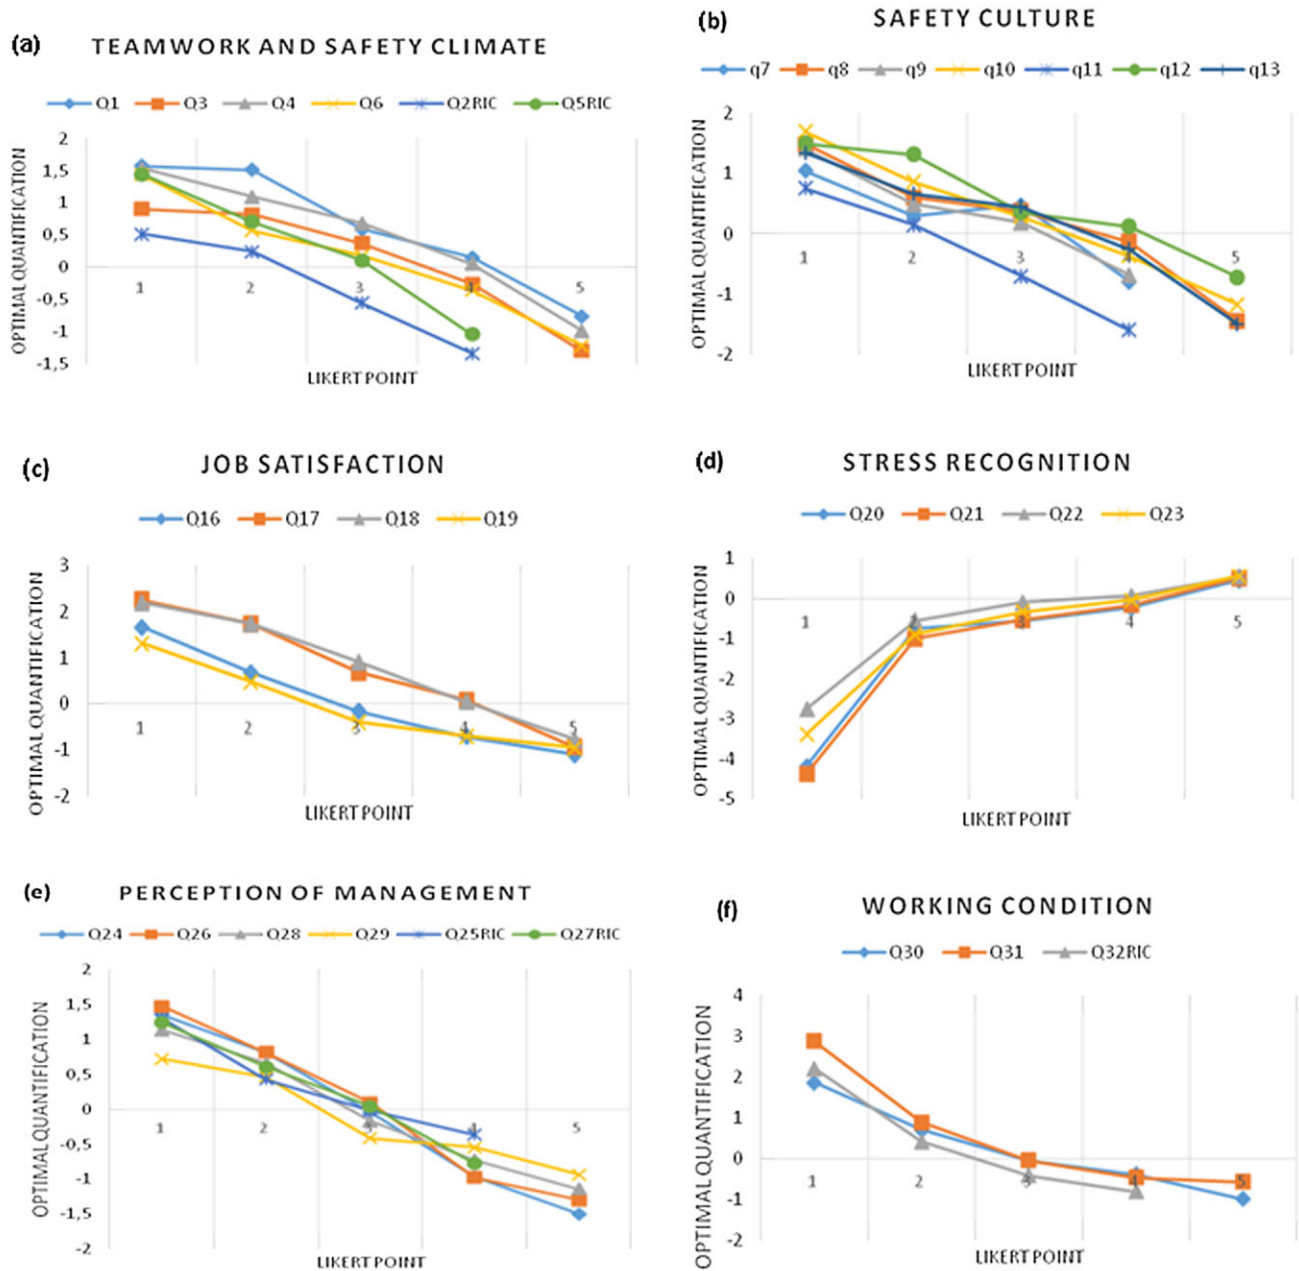 (a)
TEAMWORK AND SAFETY CLIMATE
Q1 Q3 Q4 Q6 Q2RIC Q5RIC
OPTIMAL QUANTIFICATION
2
1,5
1
0,5
0
-0,5
-1
-1,5
1 2 3 4 5
LIKERT POINT
(b)
SAFETY CULTURE
q7 q8 q9 q10 q11 q12 q13
OPTIMAL QUANTIFICATION
2
1
0
-1
-2
1 2 3 4 5
LIKERT POINT
(c)
JOB SATISFACTION
Q16 Q17 Q18 Q19
OPTIMAL QUANTIFICATION
3
2
1
0
-1
-2
1 2 3 4 5
LIKERT POINT
(d)
STRESS RECOGNITION
Q20 Q21 Q22 Q23
OPTIMAL QUANTIFICATION
1
0
-1
-2
-3
-4
-5
1 2 3 4 5
LIKERT POINT
(e)
PERCEPTION OF MANAGEMENT
Q24 Q26 Q28 Q29 Q25RIC Q27RIC
OPTIMAL QUANTIFICATION
2
1,5
1
0,5
0
-0,5
-1
-1,5
-2
1 2 3 4 5
LIKERT POINT
(f)
WORKING CONDITION
Q30 Q31 Q32RIC
OPTIMAL QUANTIFICATION
4
3
2
1
0
-1
-2
1 2 3 4 5
LIKERT POINT